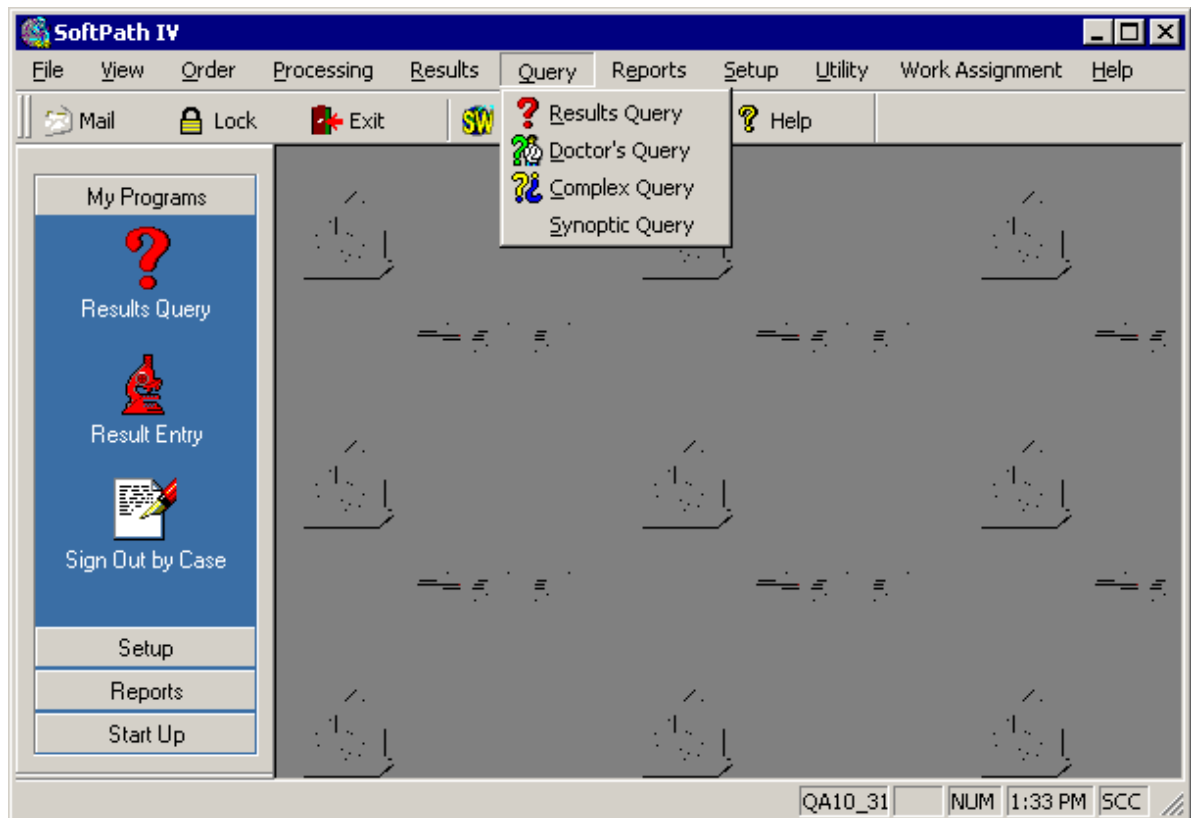 SoftPath IV
File View Order Processing Results Query Reports Setup Utility Work Assignment Help
Mail Lock Exit SW Help
Results Query
Doctor's Query
Complex Query
Synoptic Query
My Programs
Results Query
Result Entry
Sign Out by Case
Setup
Reports
Start Up
QA10_31 NUM 1:33 PM SCC